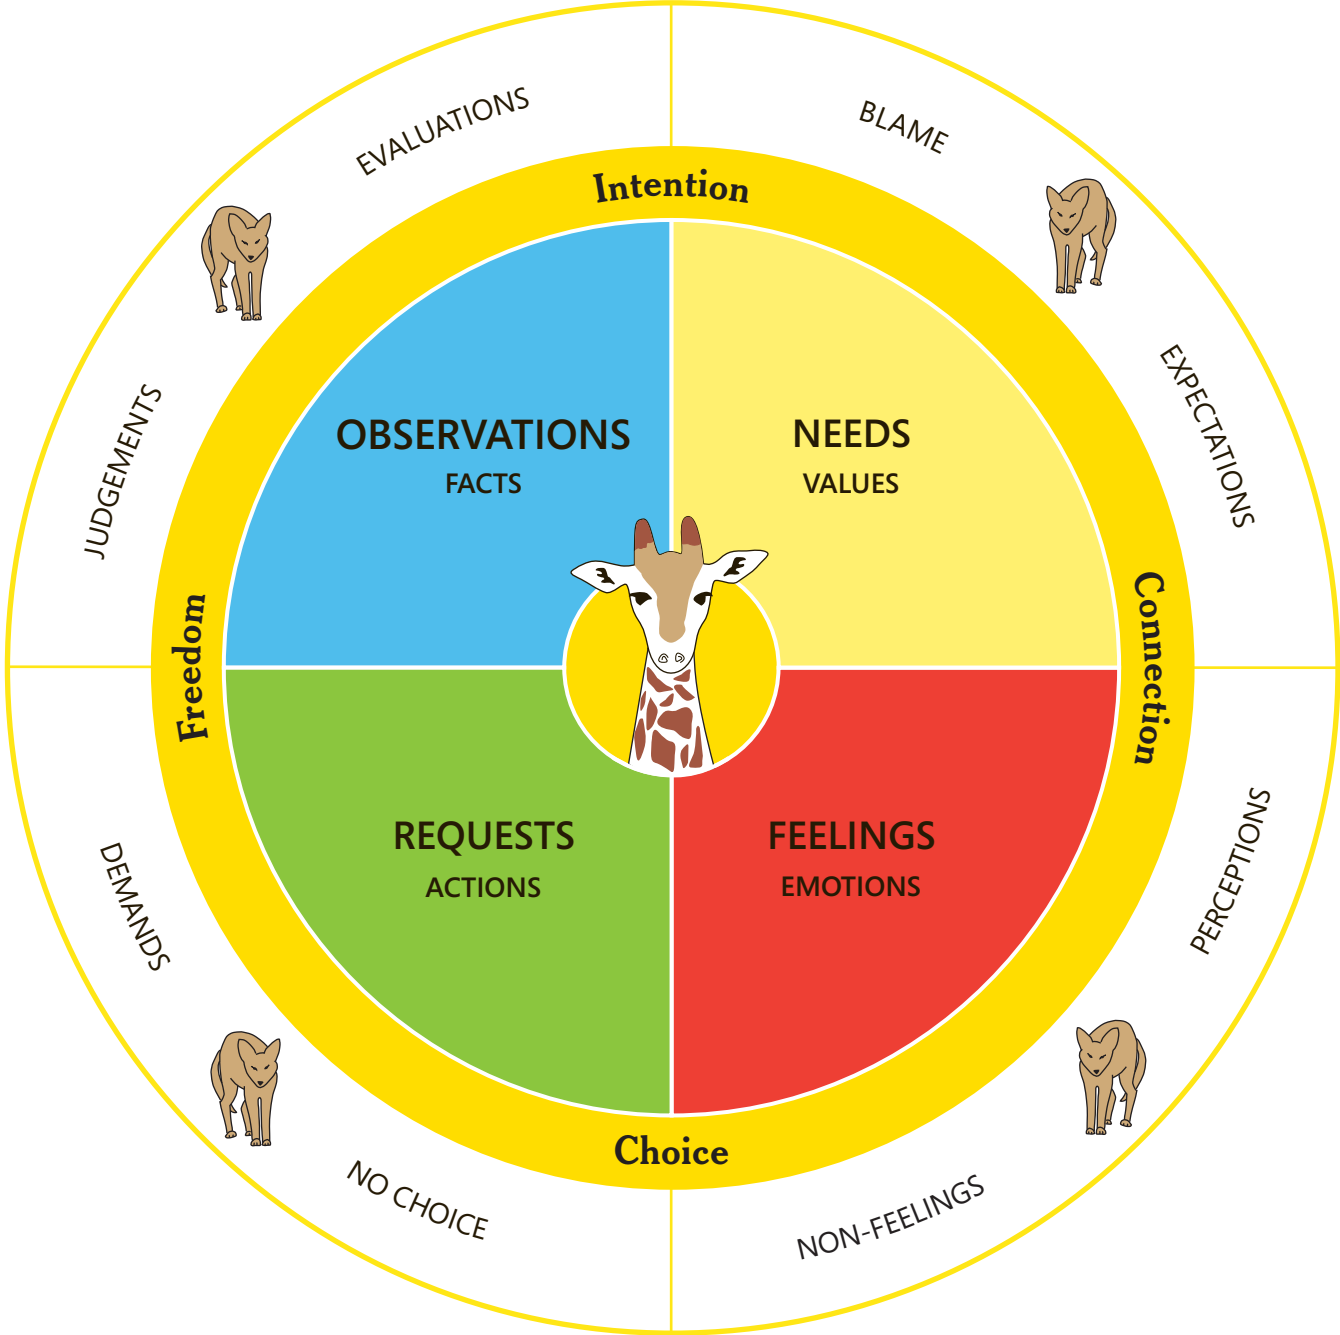 EVALUATIONS
BLAME
Intention
EXPECTATIONS
JUDGEMENTS
OBSERVATIONS
FACTS
NEEDS
VALUES
Freedom
Connection
REQUESTS
ACTIONS
FEELINGS
EMOTIONS
DEMANDS
PERCEPTIONS
Choice
NO CHOICE
NON-FEELINGS